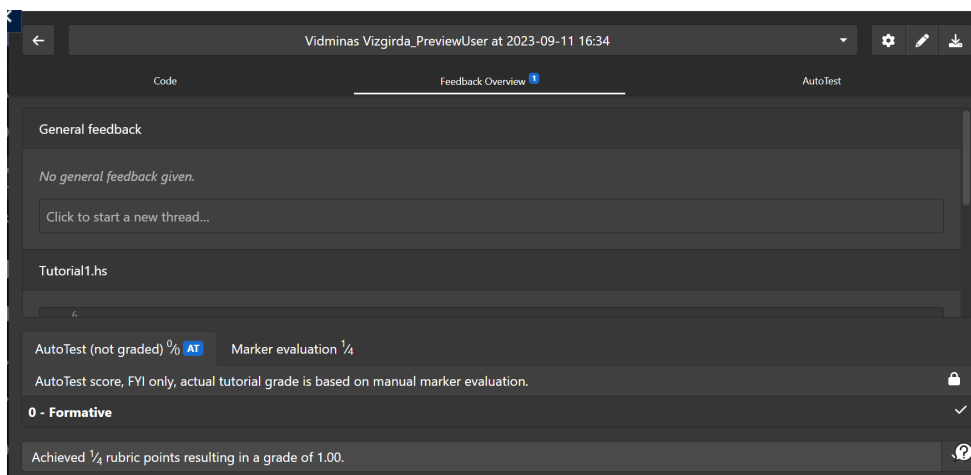 Vidminas Vizgirda_PreviewUser at 2023-09-11 16:34
Code
Feedback Overview 1
AutoTest
General feedback
No general feedback given.
Click to start a new thread...
Tutorial1.hs
6
AutoTest (not graded) 0/0 AT
Marker evaluation 1/4
AutoTest score, FYI only, actual tutorial grade is based on manual marker evaluation.
0 - Formative
Achieved 1/4 rubric points resulting in a grade of 1.00.